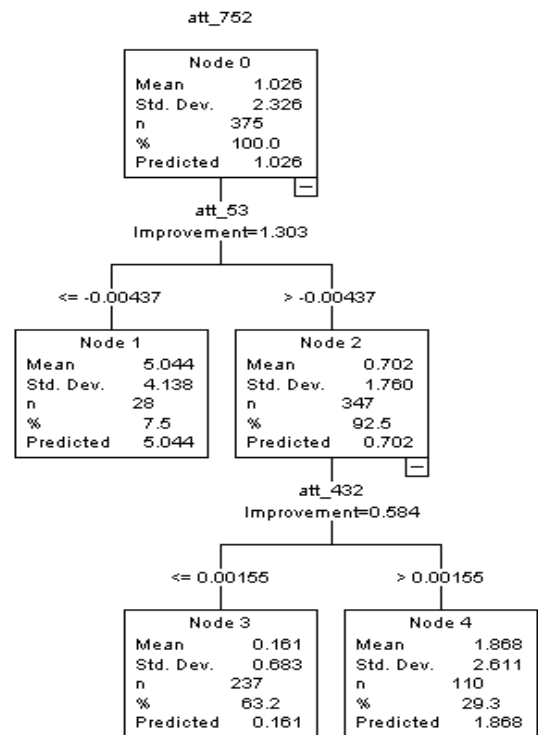 att_752
Node 0
Mean 1.026
Std. Dev. 2.326
n 375
% 100.0
Predicted 1.026
att_53
Improvement=1.303
<= -0.00437
> -0.00437
Node 1
Mean 5.044
Std. Dev. 4.138
n 28
% 7.5
Predicted 5.044
Node 2
Mean 0.702
Std. Dev. 1.760
n 347
% 92.5
Predicted 0.702
att_432
Improvement=0.584
<= 0.00155
> 0.00155
Node 3
Mean 0.161
Std. Dev. 0.683
n 237
% 63.2
Predicted 0.161
Node 4
Mean 1.868
Std. Dev. 2.611
n 110
% 29.3
Predicted 1.868